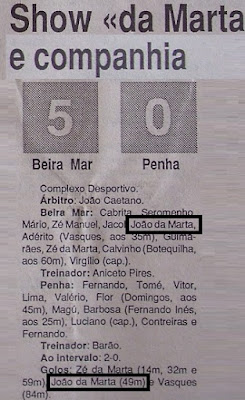 Show «da Marta
e companhia
5 0
Beira Mar Penha
Complexo Desportivo.
Árbitro: João Caetano.
Beira Mar: Cabrita, Seromenho,
Mário, Zé Manuel, Jacob, João da Marta,
Adérito (Vasques, aos 35m), Guima-
rães, Zé da Marta, Calvinho (Botequilha,
aos 60m), Virgílio (cap.).
Treinador: Aniceto Pires.
Penha: Fernando, Tomé, Vitor,
Lima, Valério, Flor (Domingos, aos
45m), Magú, Barbosa (Fernando Inés,
aos 25m), Luciano (cap.), Contreiras e
Fernando.
Treinador: Barão.
Ao intervalo: 2-0.
Golos: Zé da Marta (14m, 32m e
59m), João da Marta (49m) e Vasques
(84m).